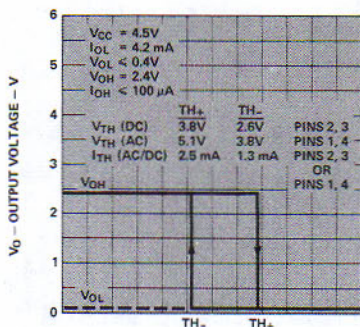 6
5
4
3
2
1
0
VO – OUTPUT VOLTAGE – V
VCC = 4.5V
IOL = 4.2 mA
VOL ≤ 0.4V
VOH = 2.4V
IOH ≤ 100 µA
TH+ TH–
VTH (DC) 3.8V 2.6V PINS 2, 3
VTH (AC) 5.1V 3.8V PINS 1, 4
ITH (AC/DC) 2.5 mA 1.3 mA PINS 2, 3
OR
PINS 1, 4
VOH
VOL
TH– TH+